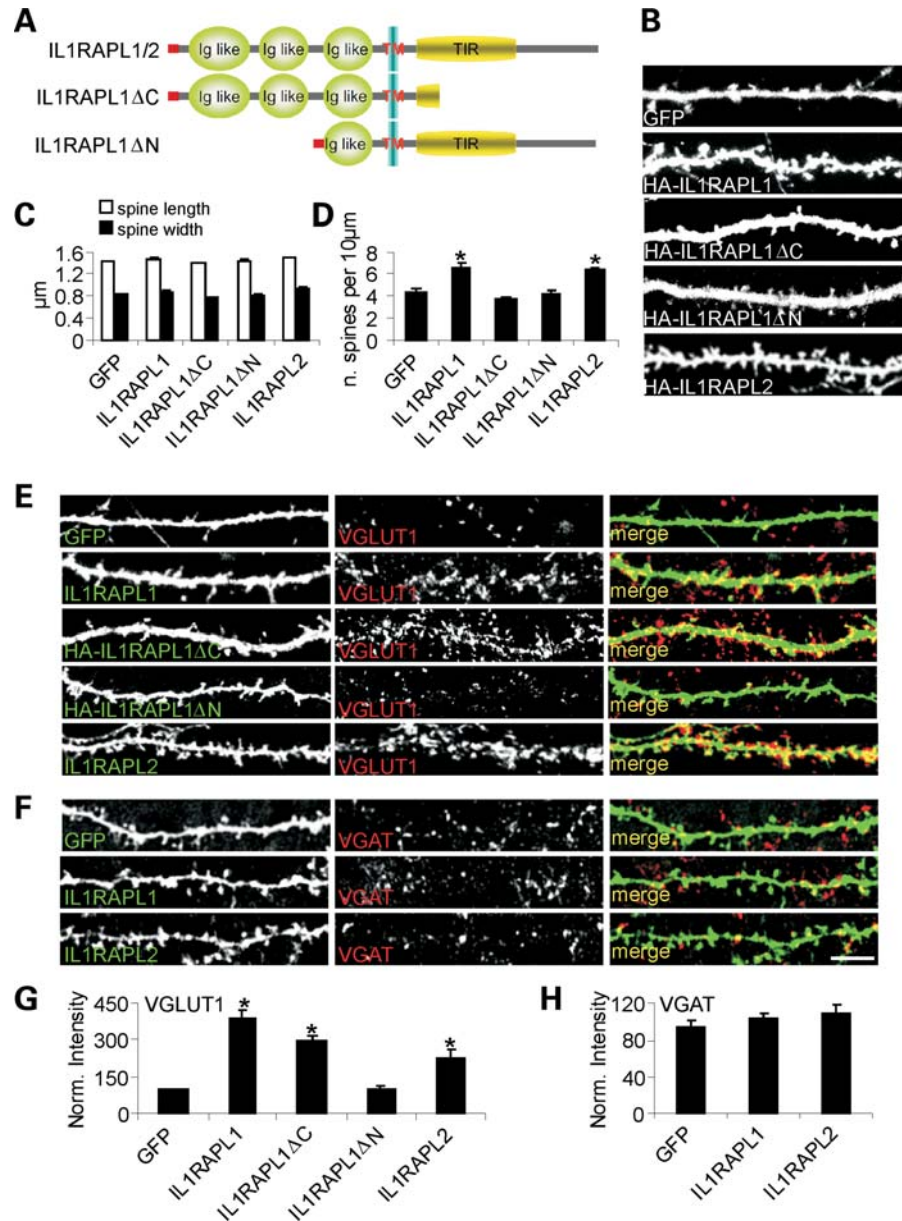 A
IL1RAPL1/2
Ig like Ig like Ig like TM TIR
IL1RAPL1ΔC
Ig like Ig like Ig like TM
IL1RAPL1ΔN
Ig like TM TIR
B
GFP
HA-IL1RAPL1
HA-IL1RAPL1ΔC
HA-IL1RAPL1ΔN
HA-IL1RAPL2
C
spine length
spine width
µm
1.6
1.2
0.8
0.4
0
GFP
IL1RAPL1
IL1RAPL1ΔC
IL1RAPL1ΔN
IL1RAPL2
D
n. spines per 10µm
8
6
4
2
0
* *
GFP
IL1RAPL1
IL1RAPL1ΔC
IL1RAPL1ΔN
IL1RAPL2
E
GFP VGLUT1 merge
IL1RAPL1 VGLUT1 merge
HA-IL1RAPL1ΔC VGLUT1 merge
HA-IL1RAPL1ΔN VGLUT1 merge
IL1RAPL2 VGLUT1 merge
F
GFP VGAT merge
IL1RAPL1 VGAT merge
IL1RAPL2 VGAT merge
G
VGLUT1
Norm. Intensity
450
300
150
0
* * *
GFP
IL1RAPL1
IL1RAPL1ΔC
IL1RAPL1ΔN
IL1RAPL2
H
VGAT
Norm. Intensity
120
80
40
0
GFP
IL1RAPL1
IL1RAPL2